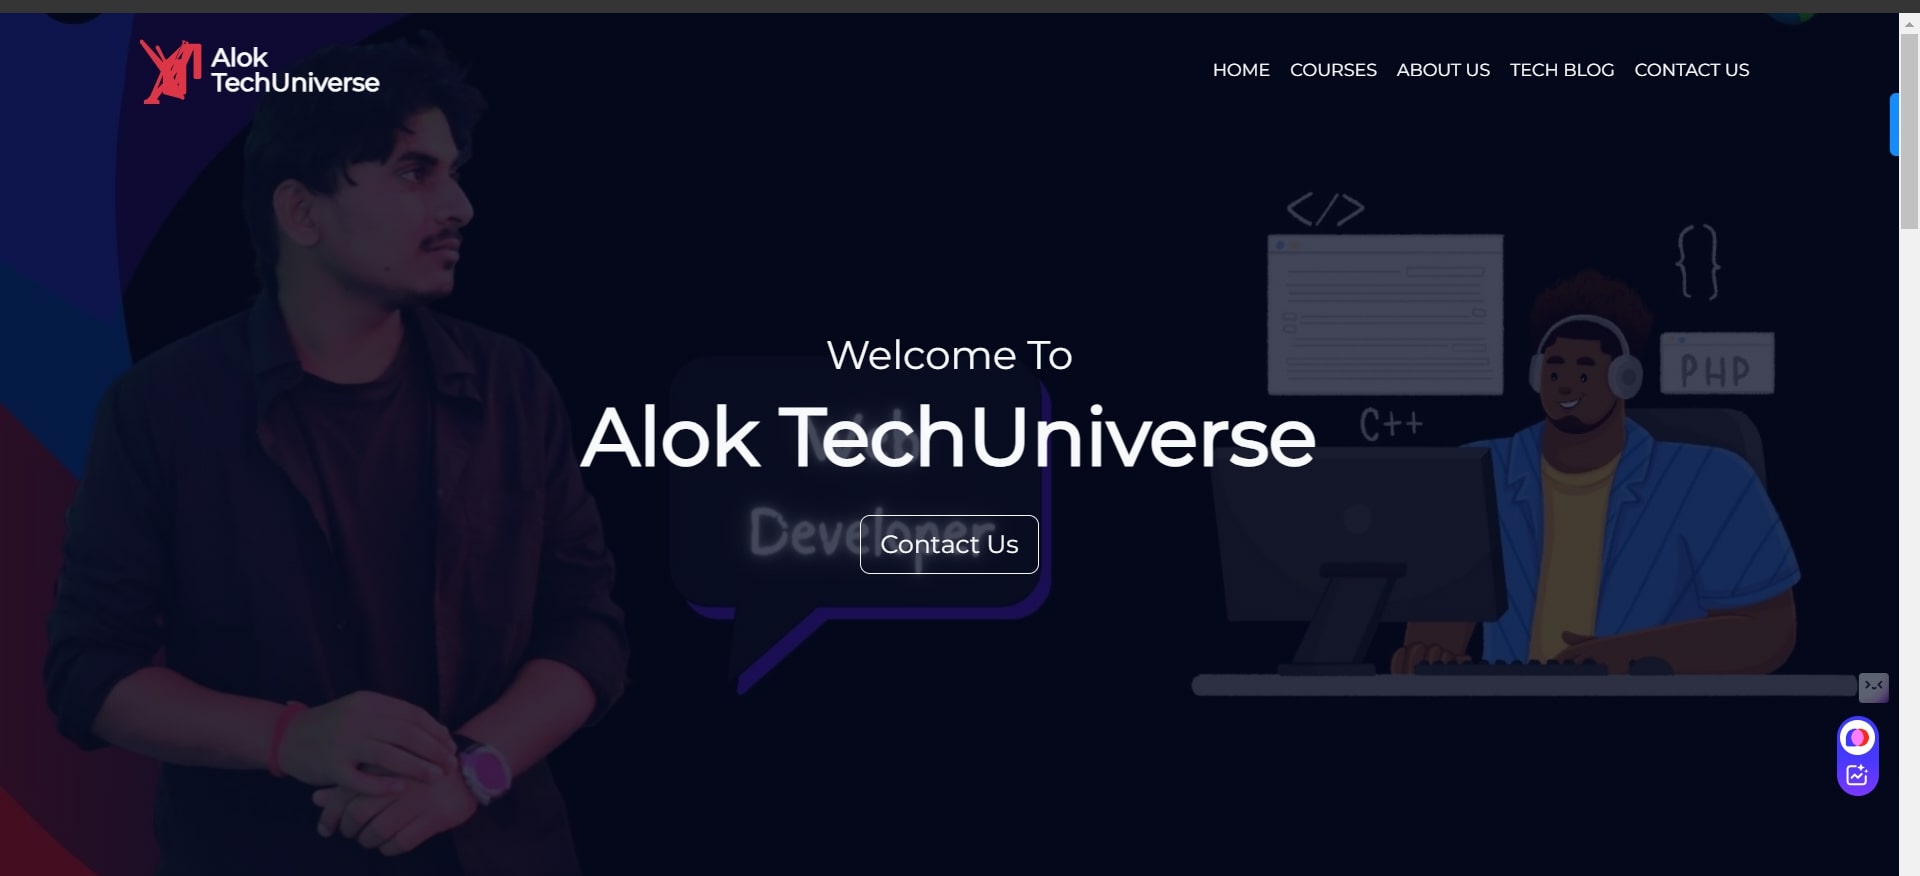 Alok
TechUniverse
HOME COURSES ABOUT US TECH BLOG CONTACT US
</>
{}
PHP
C++
Welcome To
Alok TechUniverse
Developer
Contact Us